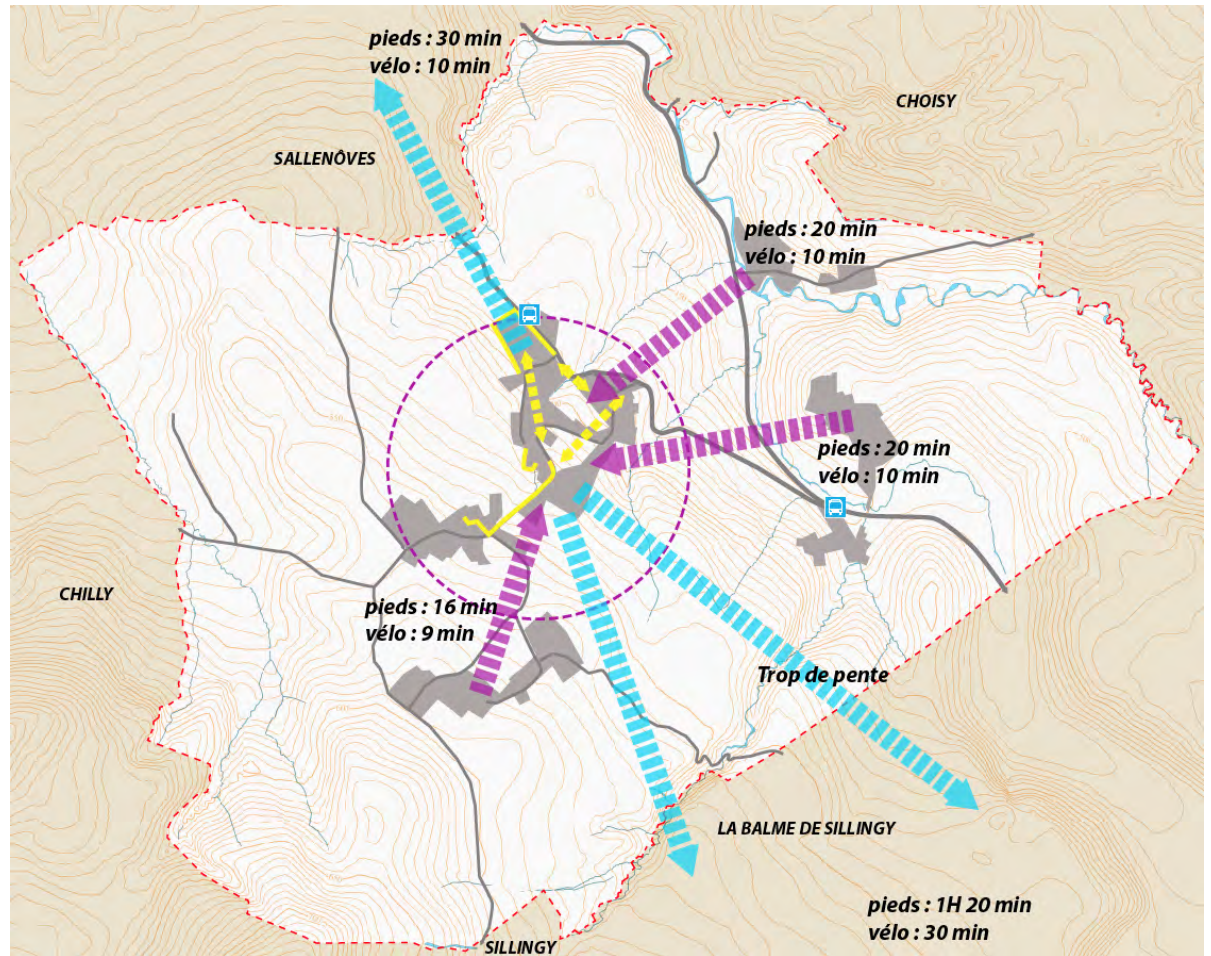 pieds : 30 min
vélo : 10 min
CHOISY
SALLENÔVES
pieds : 20 min
vélo : 10 min
pieds : 20 min
vélo : 10 min
CHILLY
pieds : 16 min
vélo : 9 min
Trop de pente
LA BALME DE SILLINGY
pieds : 1H 20 min
vélo : 30 min
SILLINGY